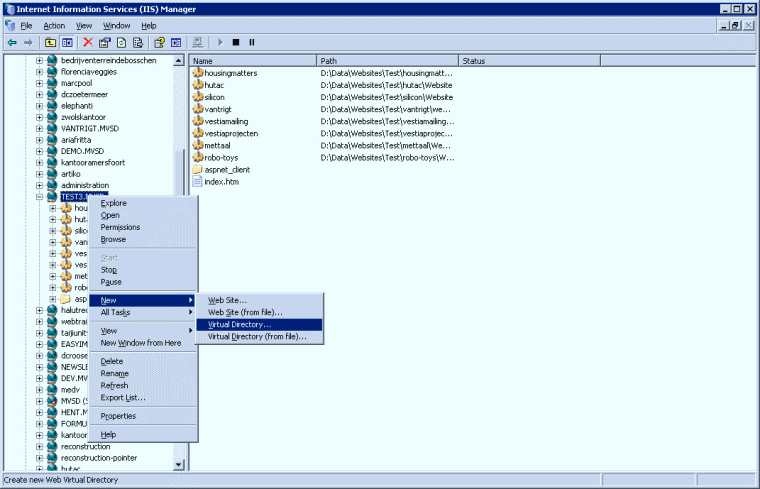 Internet Information Services (IIS) Manager
File Action View Window Help
bedrijventerreindebosschen
florenciaveggies
marcpool
dczoetermeer
elephanti
zwolskantoor
VANTRIGT.MVSD
ariafritta
DEMO.MVSD
kantooramersfoort
artiko
administration
TEST3.
hou
hut
silic
van
ves
ves
met
robo
asp
halutrec
webtrai
taijiunit
EASYIM
dcroose
NEWSLE
DEV.MV
medv
MVSD (S
HENT.M
FORMU
kantoor
reconstruction
reconstruction-pointer
hutac
Explore
Open
Permissions
Browse
Start
Stop
Pause
New
All Tasks
View
New Window from Here
Delete
Rename
Refresh
Export List...
Properties
Help
Web Site...
Web Site (from file)...
Virtual Directory...
Virtual Directory (from file)...
Name Path Status
housingmatters D:\Data\Websites\Test\housingmatt...
hutac D:\Data\Websites\Test\hutac\Website
silicon D:\Data\Websites\Test\silicon\Website
vantrigt D:\Data\Websites\Test\vantrigt\we...
vestiamailing D:\Data\Websites\Test\vestiamailing...
vestiaprojecten D:\Data\Websites\Test\vestiaprojec...
mettaal D:\Data\Websites\Test\mettaal\We...
robo-toys D:\Data\Websites\Test\robo-toys\W...
aspnet_client
index.htm
Create new Web Virtual Directory